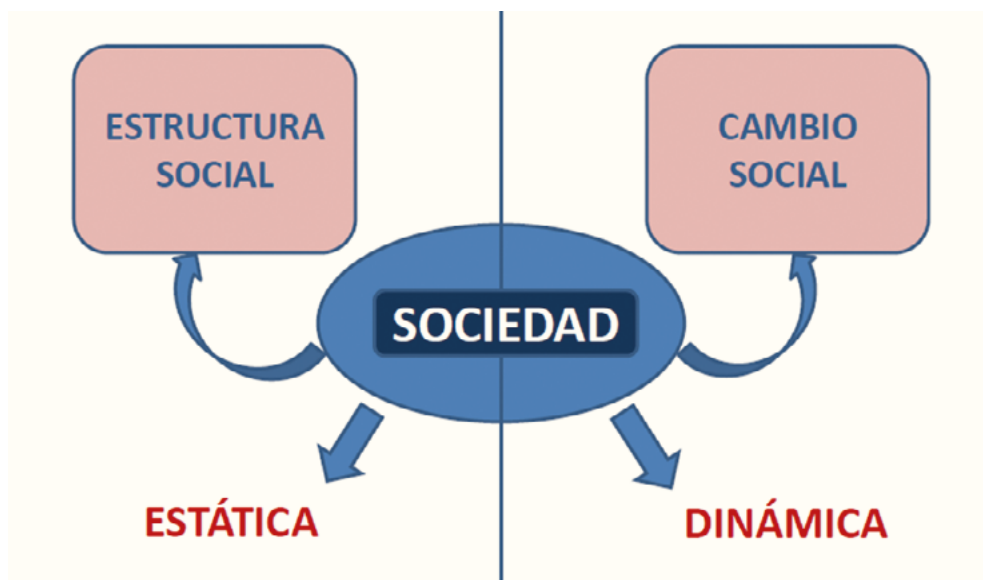 ESTRUCTURA
SOCIAL
CAMBIO
SOCIAL
SOCIEDAD
ESTÁTICA
DINÁMICA